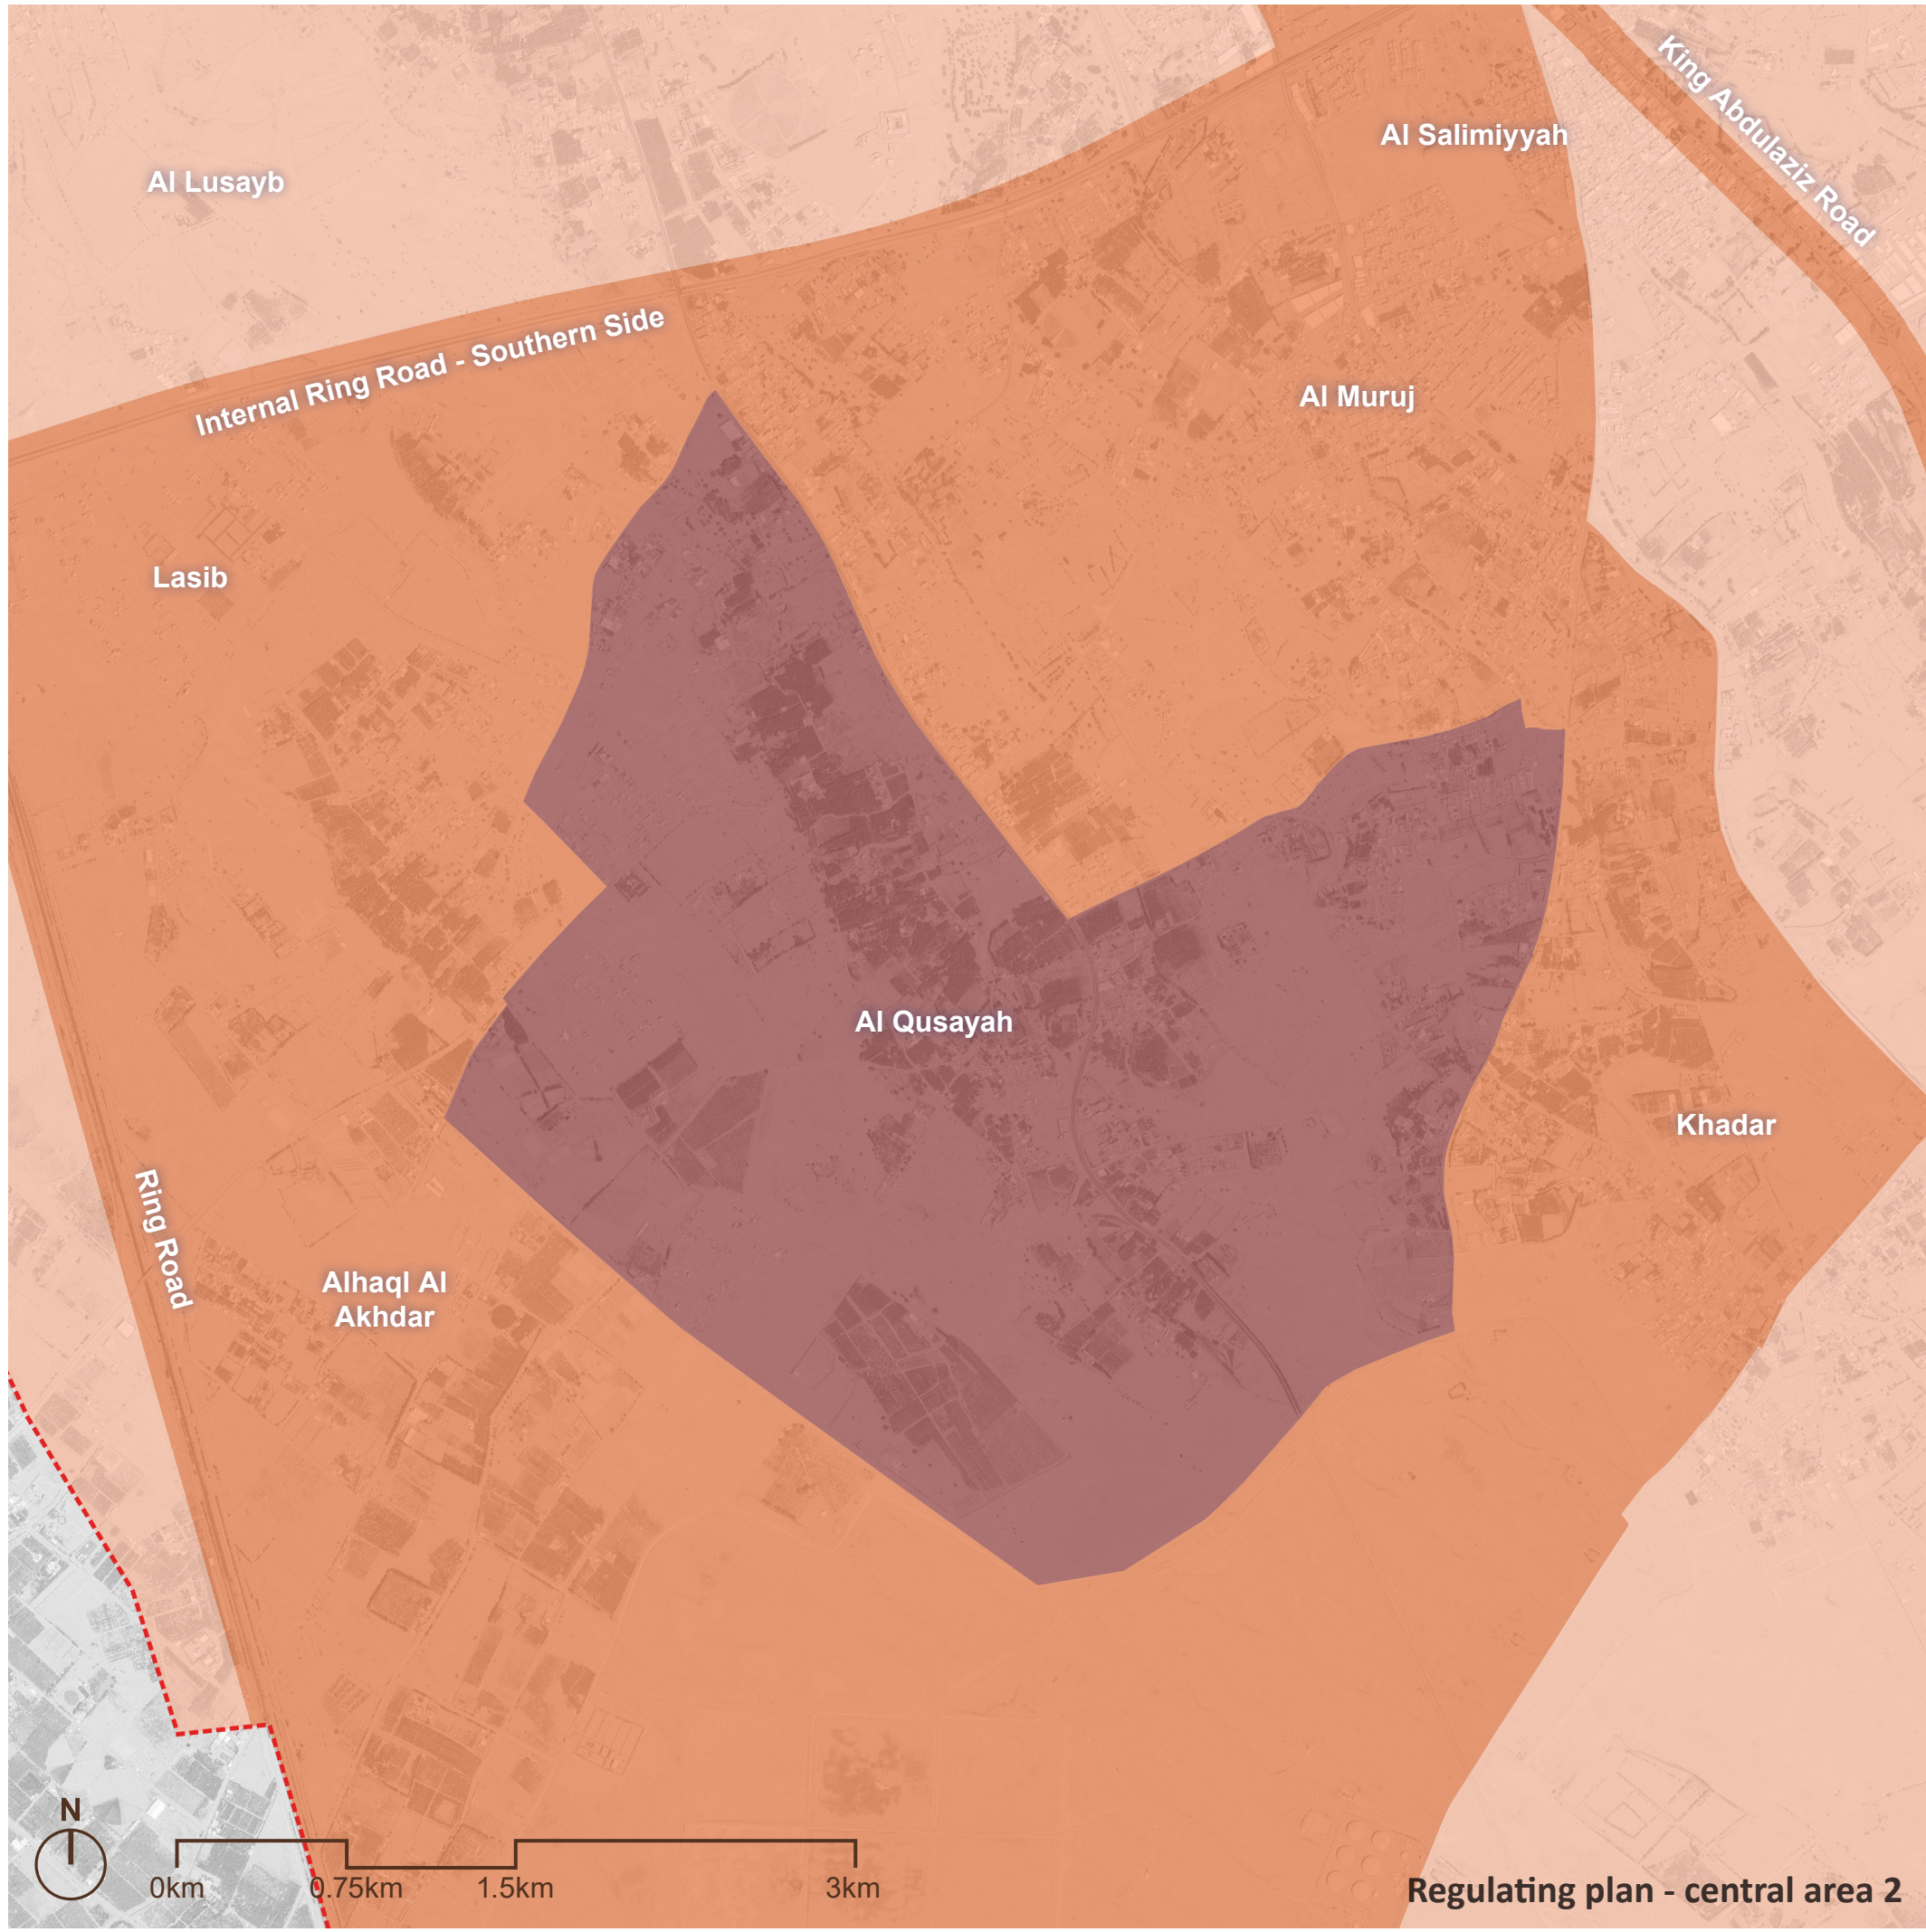 King Abdulaziz Road
Al Salimiyyah
Al Lusayb
Internal Ring Road - Southern Side
Al Muruj
Lasib
Al Qusayah
Khadar
Ring Road
Alhaql Al
Akhdar
N
0km
0.75km
1.5km
3km
Regulating plan - central area 2